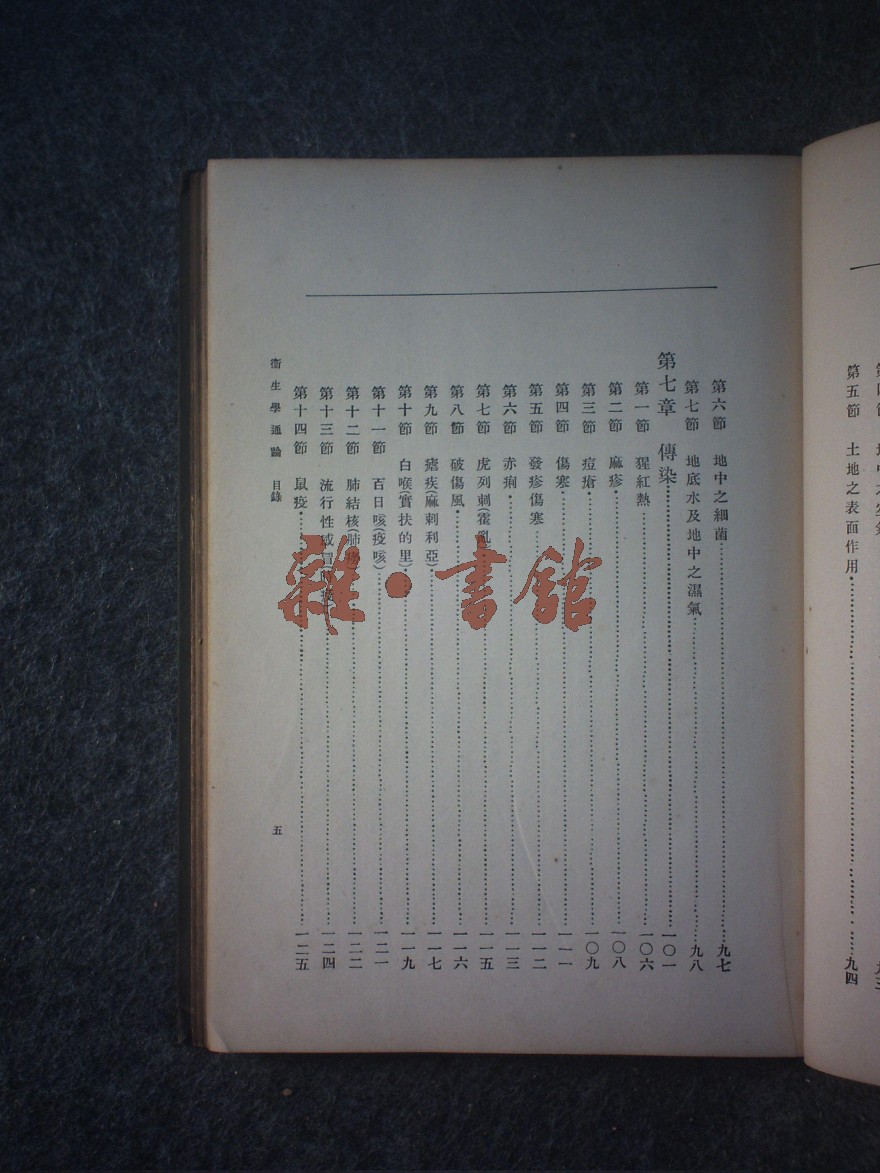 第五節　土地之表面作用……九四
第六節　地中之細菌……九七
第七節　地底水及地中之濕氣……九八
第七章　傳染……一〇一
第一節　猩紅熱……一〇六
第二節　麻疹……一〇八
第三節　痘瘡……一〇九
第四節　傷寒……一一一
第五節　發疹傷寒……一一二
第六節　赤痢……一一三
第七節　虎列刺(霍亂……一一五
第八節　破傷風……一一六
第九節　瘧疾(麻刺利亞)……一一七
第十節　白喉(實扶的里)……一一九
第十一節　百日咳(疫咳)……一二一
第十二節　肺結核(肺……一二二
第十三節　流行性感冒……一二四
第十四節　鼠疫……一二五
衞生學通論　目錄　五
雜·書館